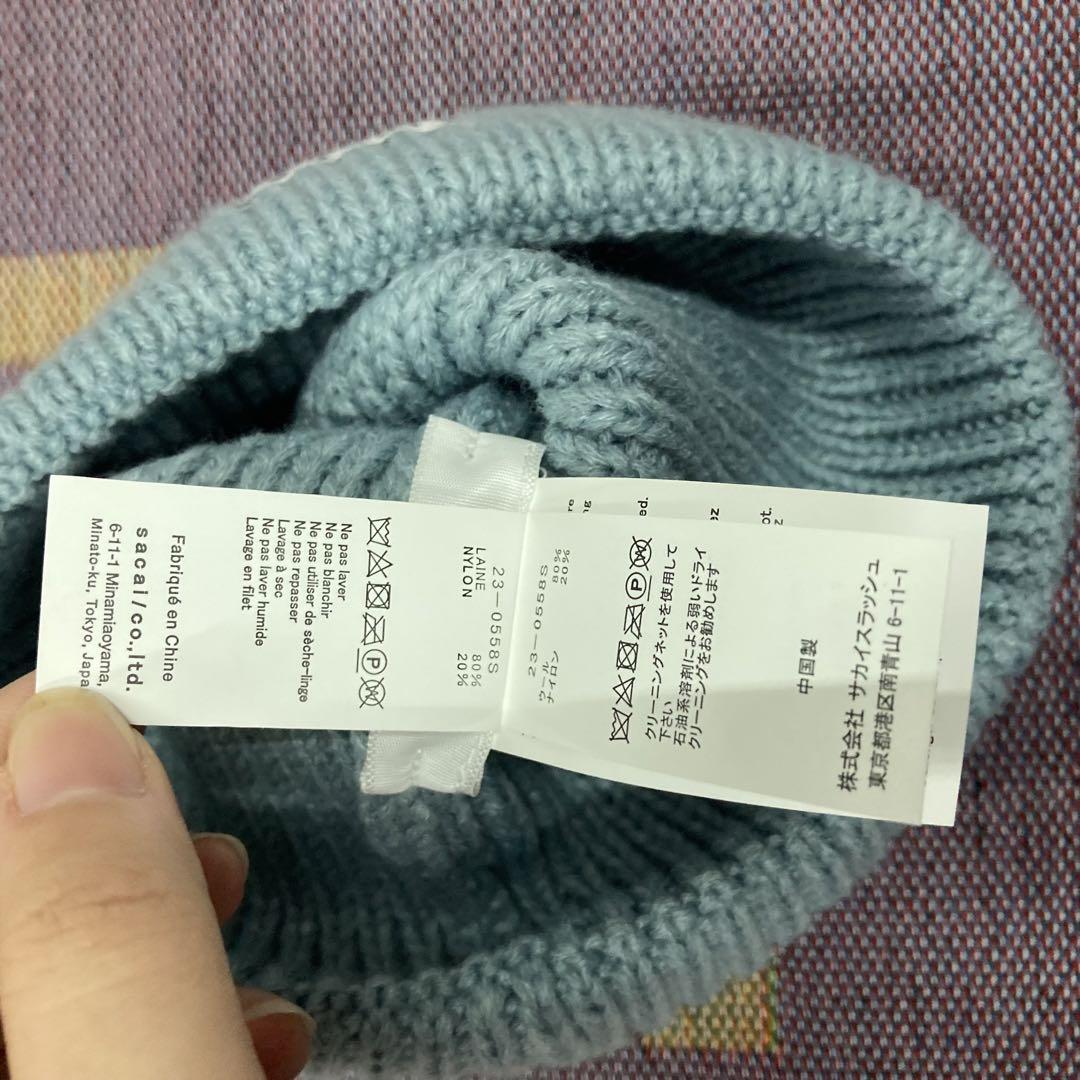 23-0558S
LAINE 80%
NYLON 20%
Ne pas laver
Ne pas blanchir
Ne pas utiliser de sèche-linge
Ne pas repasser
Lavage à sec
Ne pas laver humide
Lavage en filet
Fabriqué en Chine
sacai/co.,ltd.
6-11-1 Minamiaoyama,
Minato-ku, Tokyo, Japa
23-0558S
ウール 80%
ナイロン 20%
クリーニングネットを使用して
下さい
石油系溶剤による弱いドライ
クリーニングをお勧めします
中国製
株式会社 サカイスラッシュ
東京都港区南青山 6-11-1